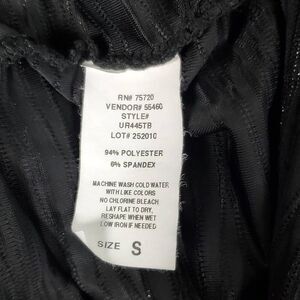 RN# 75720
VENDOR# 55460
STYLE#
UR445TB
LOT# 252010
94% POLYESTER
6% SPANDEX
MACHINE WASH COLD WATER
WITH LIKE COLORS
NO CHLORINE BLEACH
LAY FLAT TO DRY,
RESHAPE WHEN WET
LOW IRON IF NEEDED
SIZE S